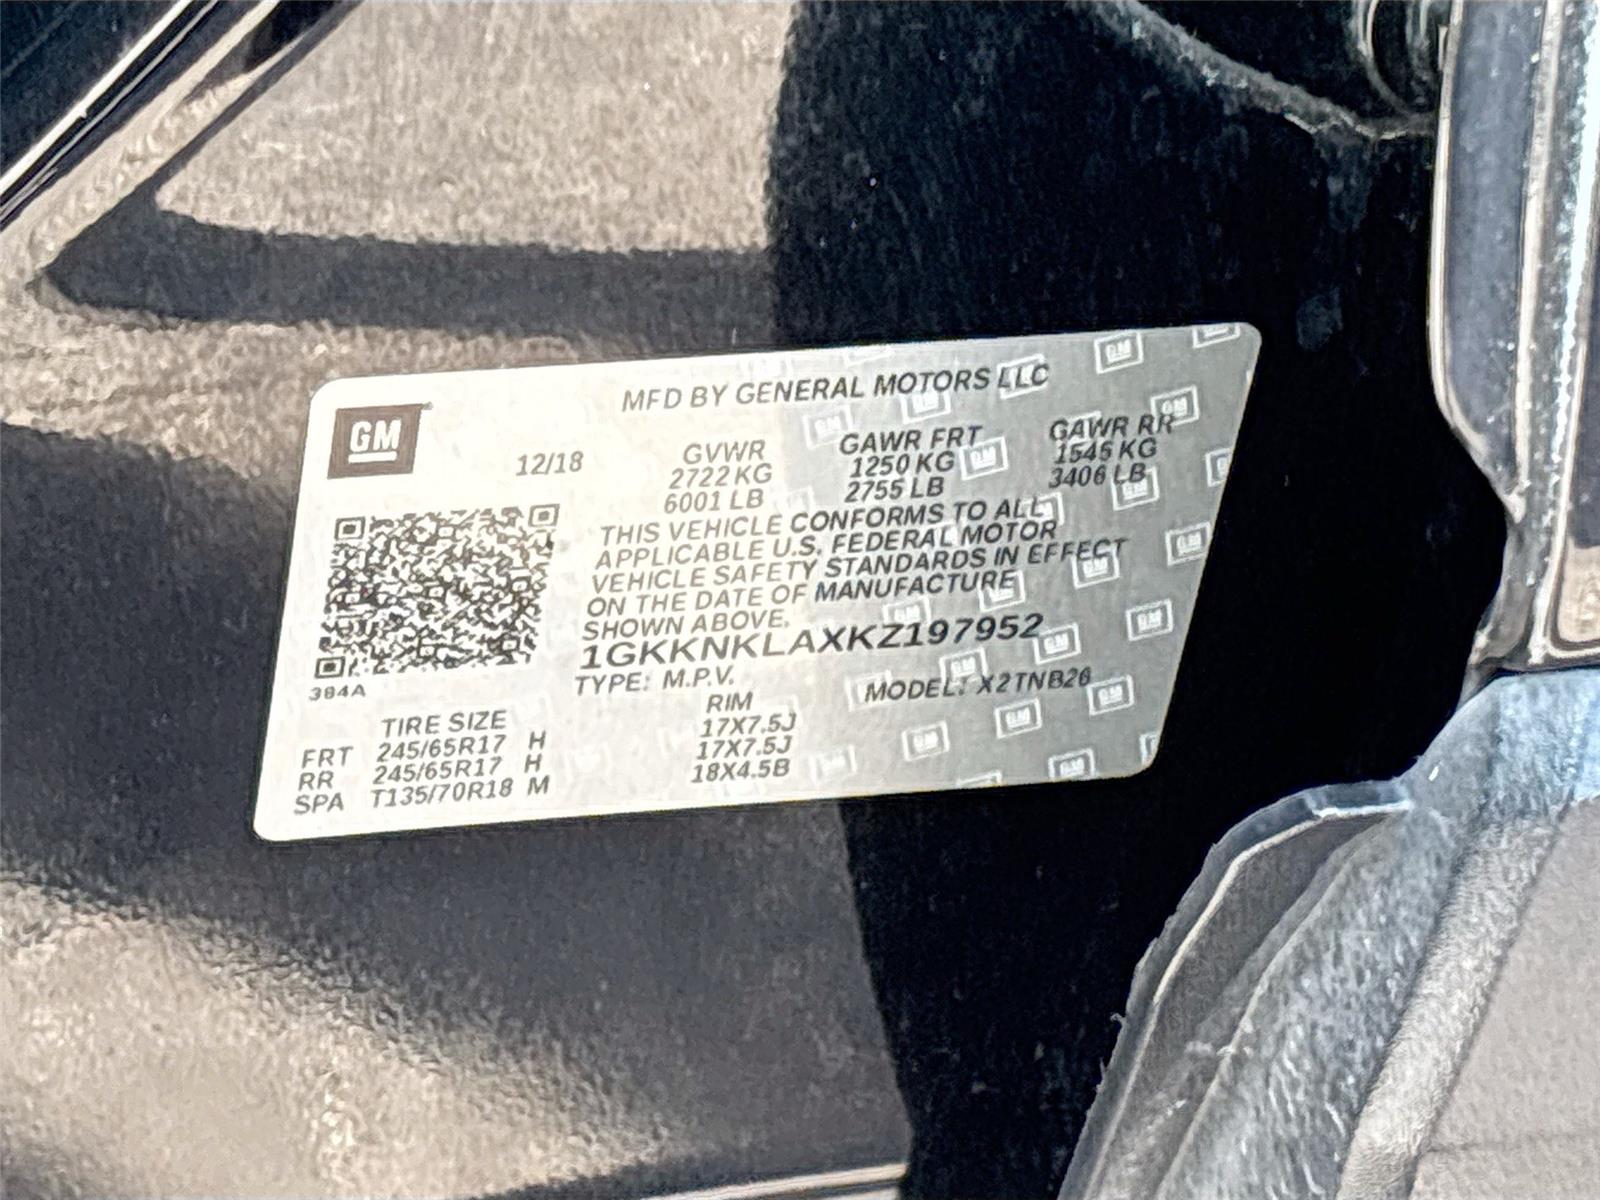 GM
MFD BY GENERAL MOTORS LLC
12/18
GVWR GAWR FRT GAWR RR
2722 KG 1250 KG 1545 KG
6001 LB 2755 LB 3406 LB
THIS VEHICLE CONFORMS TO ALL
APPLICABLE U.S. FEDERAL MOTOR
VEHICLE SAFETY STANDARDS IN EFFECT
ON THE DATE OF MANUFACTURE
SHOWN ABOVE.
1GKKNKLAXKZ197952
384A
TYPE: M.P.V. MODEL: X2TNB26
TIRE SIZE RIM
FRT 245/65R17 H 17X7.5J
RR 245/65R17 H 17X7.5J
SPA T135/70R18 M 18X4.5B